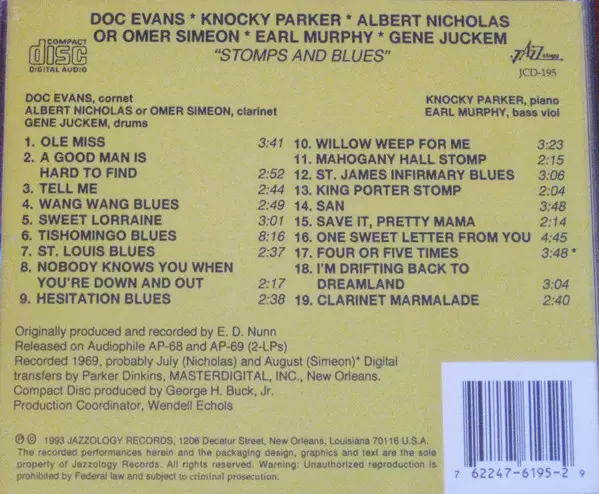 DOC EVANS * KNOCKY PARKER * ALBERT NICHOLAS
OR OMER SIMEON * EARL MURPHY * GENE JUCKEM
"STOMPS AND BLUES"
COMPACT
disc
DIGITAL AUDIO
JAZZology
JCD-195
DOC EVANS, cornet
ALBERT NICHOLAS or OMER SIMEON, clarinet
GENE JUCKEM, drums
KNOCKY PARKER, piano
EARL MURPHY, bass viol
1. OLE MISS 3:41
2. A GOOD MAN IS
HARD TO FIND 2:52
3. TELL ME 2:44
4. WANG WANG BLUES 2:49
5. SWEET LORRAINE 3:01
6. TISHOMINGO BLUES 8:16
7. ST. LOUIS BLUES 2:37
8. NOBODY KNOWS YOU WHEN
YOU'RE DOWN AND OUT 2:17
9. HESITATION BLUES 2:38
10. WILLOW WEEP FOR ME 3:23
11. MAHOGANY HALL STOMP 2:15
12. ST. JAMES INFIRMARY BLUES 3:06
13. KING PORTER STOMP 2:04
14. SAN 3:48
15. SAVE IT, PRETTY MAMA 2:14
16. ONE SWEET LETTER FROM YOU 4:45
17. FOUR OR FIVE TIMES 3:48 *
18. I'M DRIFTING BACK TO
DREAMLAND 3:04
19. CLARINET MARMALADE 2:40
Originally produced and recorded by E. D. Nunn
Released on Audiophile AP-68 and AP-69 (2-LPs)
Recorded 1969, probably July (Nicholas) and August (Simeon)* Digital
transfers by Parker Dinkins, MASTERDIGITAL, INC., New Orleans.
Compact Disc produced by George H. Buck, Jr.
Production Coordinator, Wendell Echols
℗ © 1993 JAZZOLOGY RECORDS, 1206 Decatur Street, New Orleans, Louisiana 70116 U.S.A.
The recorded performances herein and the packaging design, graphics and text are the sole
property of Jazzology Records. All rights reserved. Warning: Unauthorized reproduction is
prohibited by Federal law and subject to criminal prosecution.
7 62247-6195-2 9